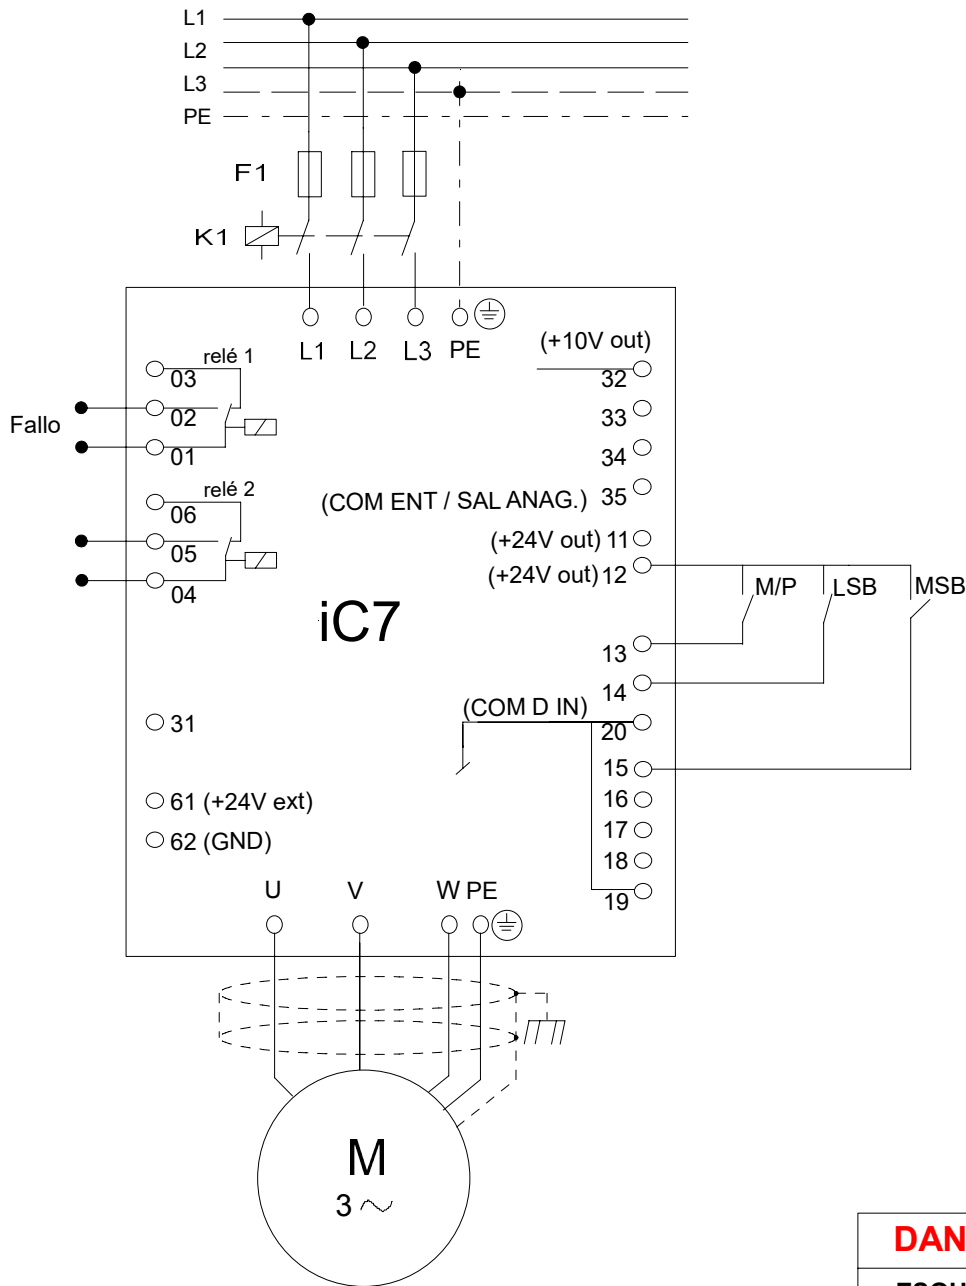 L1
L2
L3
PE
F1
K1
L1 L2 L3 PE
(+10V out)
32
33
34
(COM ENT / SAL ANAG.) 35
(+24V out) 11
(+24V out) 12
03 relé 1
Fallo
02
01
06 relé 2
05
04
iC7
M/P
LSB
MSB
13
14
(COM D IN)
20
15
16
17
18
19
31
61 (+24V ext)
62 (GND)
U V W PE
M
3
DAN